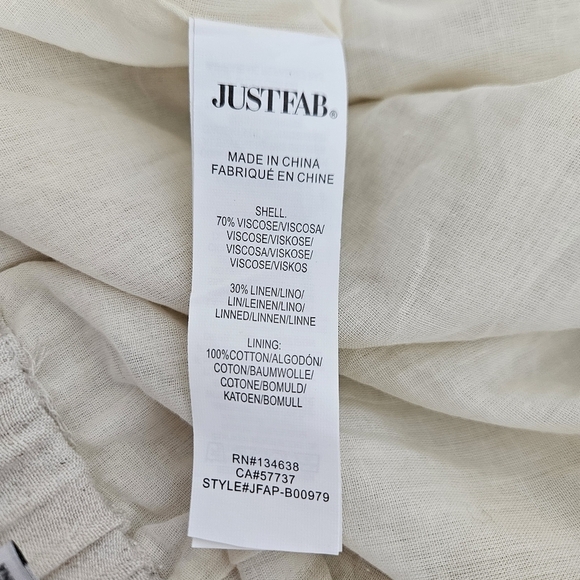 JUSTFAB®
MADE IN CHINA
FABRIQUÉ EN CHINE
SHELL.
70% VISCOSE/VISCOSA/
VISCOSE/VISKOSE/
VISCOSA/VISKOSE/
VISCOSE/VISKOS
30% LINEN/LINO/
LIN/LEINEN/LINO/
LINNED/LINNEN/LINNE
LINING:
100%COTTON/ALGODÓN/
COTON/BAUMWOLLE/
COTONE/BOMULD/
KATOEN/BOMULL
RN#134638
CA#57737
STYLE#JFAP-B00979